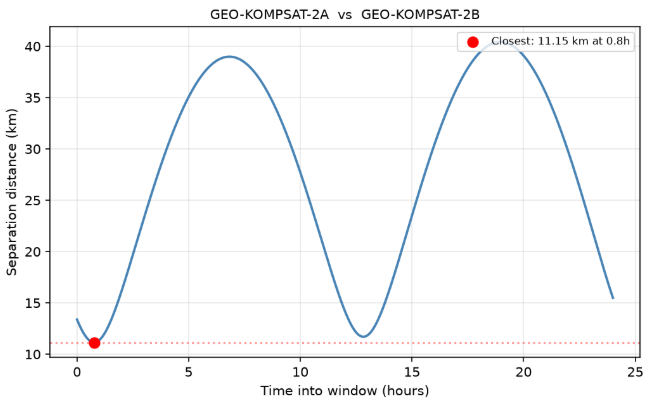 GEO-KOMPSAT-2A vs GEO-KOMPSAT-2B
Closest: 11.15 km at 0.8h
40
35
30
25
20
15
10
Separation distance (km)
0 5 10 15 20 25
Time into window (hours)